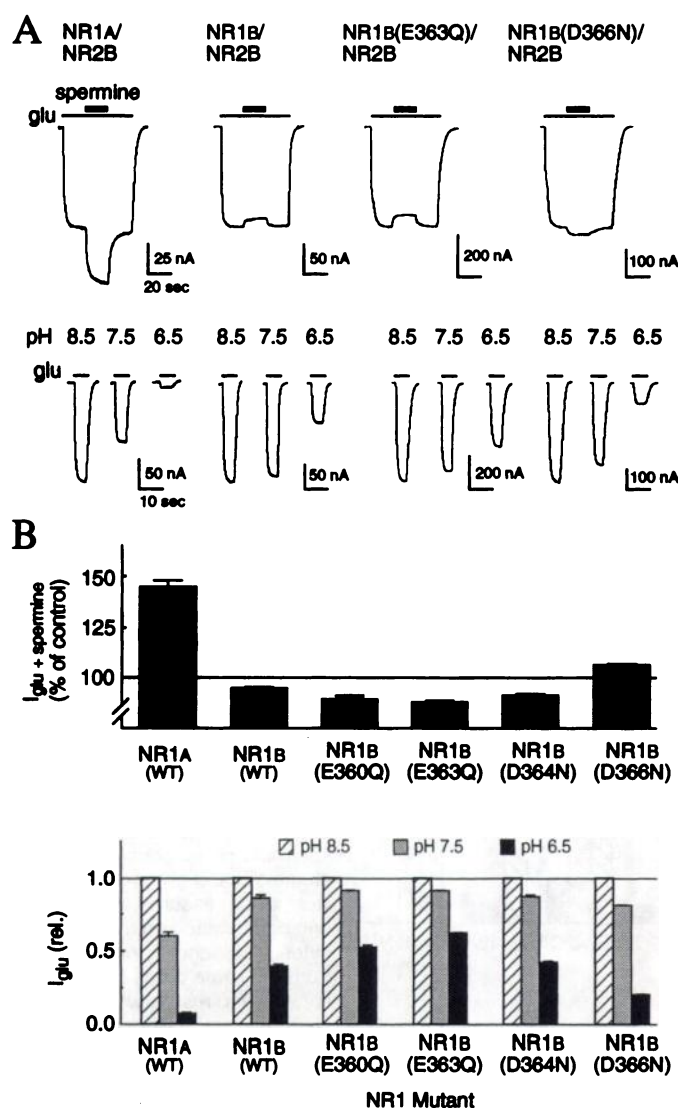 A
NR1A/ NR1B/ NR1B(E363Q)/ NR1B(D366N)/
NR2B NR2B NR2B NR2B
spermine
glu
25 nA 50 nA 200 nA 100 nA
20 sec
pH 8.5 7.5 6.5 8.5 7.5 6.5 8.5 7.5 6.5 8.5 7.5 6.5
glu
50 nA 50 nA 200 nA 100 nA
10 sec
B
Iglu + spermine
(% of control)
150
125
100
NR1A NR1B NR1B NR1B NR1B NR1B
(WT) (WT) (E360Q) (E363Q) (D364N) (D366N)
pH 8.5 pH 7.5 pH 6.5
Iglu (rel.)
1.0
0.5
0.0
NR1A NR1B NR1B NR1B NR1B NR1B
(WT) (WT) (E360Q) (E363Q) (D364N) (D366N)
NR1 Mutant